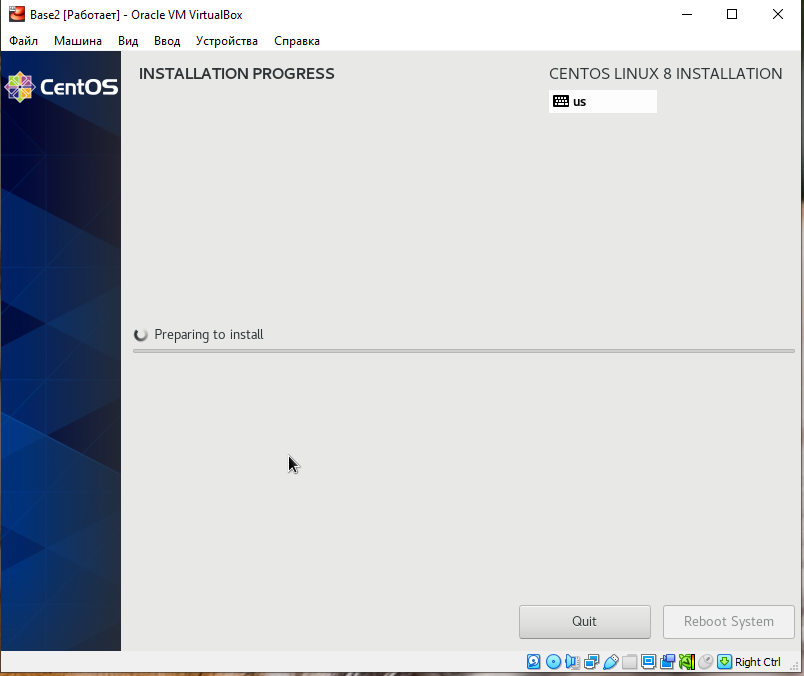 Base2 [Работает] - Oracle VM VirtualBox
Файл Машина Вид Ввод Устройства Справка
CentOS
INSTALLATION PROGRESS
CENTOS LINUX 8 INSTALLATION
us
Preparing to install
Quit
Reboot System
Right Ctrl